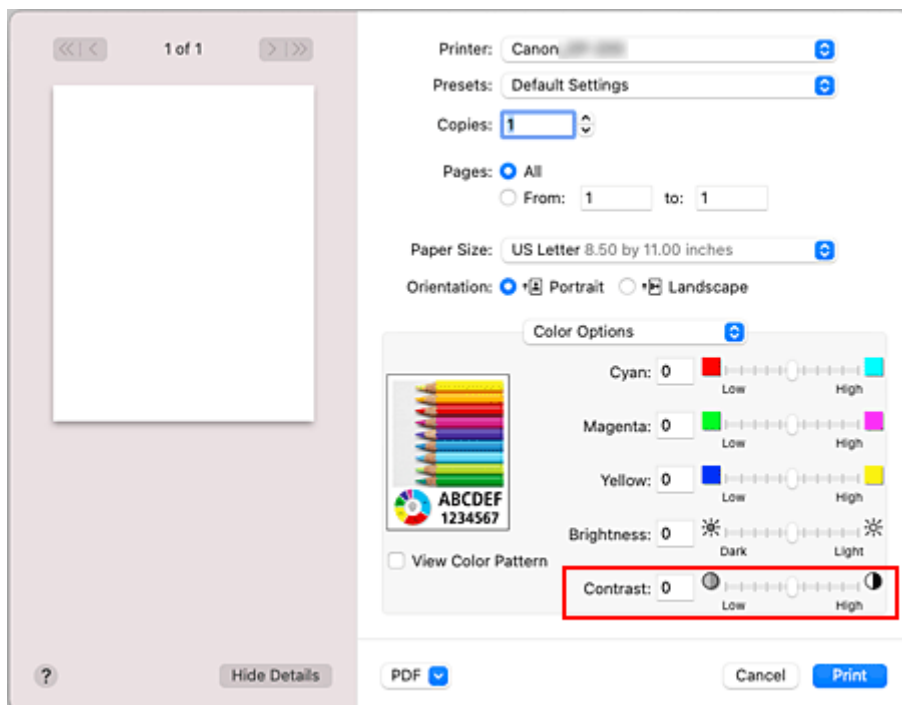 1 of 1
Printer: Canon
Presets: Default Settings
Copies: 1
Pages: All
From: 1 to: 1
Paper Size: US Letter 8.50 by 11.00 inches
Orientation: Portrait Landscape
Color Options
Cyan: 0
Low High
Magenta: 0
Low High
Yellow: 0
Low High
ABCDEF
1234567
Brightness: 0
Dark Light
View Color Pattern
Contrast: 0
Low High
? Hide Details PDF Cancel Print